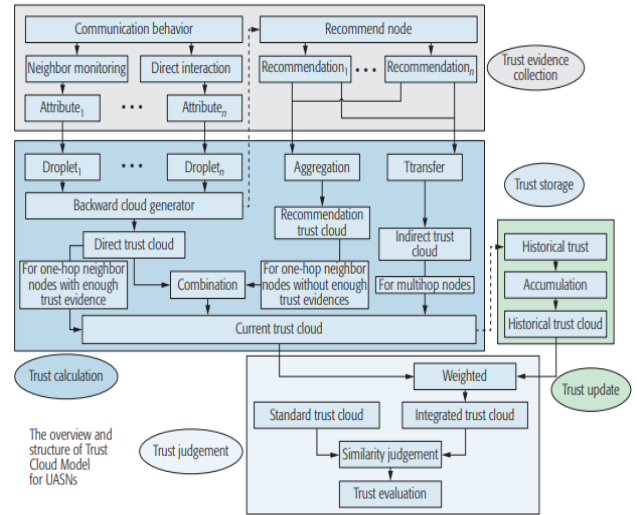 Communication behavior
Recommend node
Neighbor monitoring
Direct interaction
Recommendation1
•••
Recommendationn
Trust evidence
collection
Attribute1
•••
Attributen
Droplet1
•••
Dropletn
Aggregation
Ttransfer
Trust storage
Backward cloud generator
Recommendation
trust cloud
Direct trust cloud
Indirect trust
cloud
Historical trust
For one-hop neighbor
nodes with enough
trust evidence
Combination
For one-hop neighbor
nodes without enough
trust evidences
For multihop nodes
Accumulation
Current trust cloud
Historical trust cloud
Trust calculation
Weighted
Trust update
Standard trust cloud
Integrated trust cloud
The overview and
structure of Trust
Cloud Model
for UASNs
Trust judgement
Similarity judgement
Trust evaluation